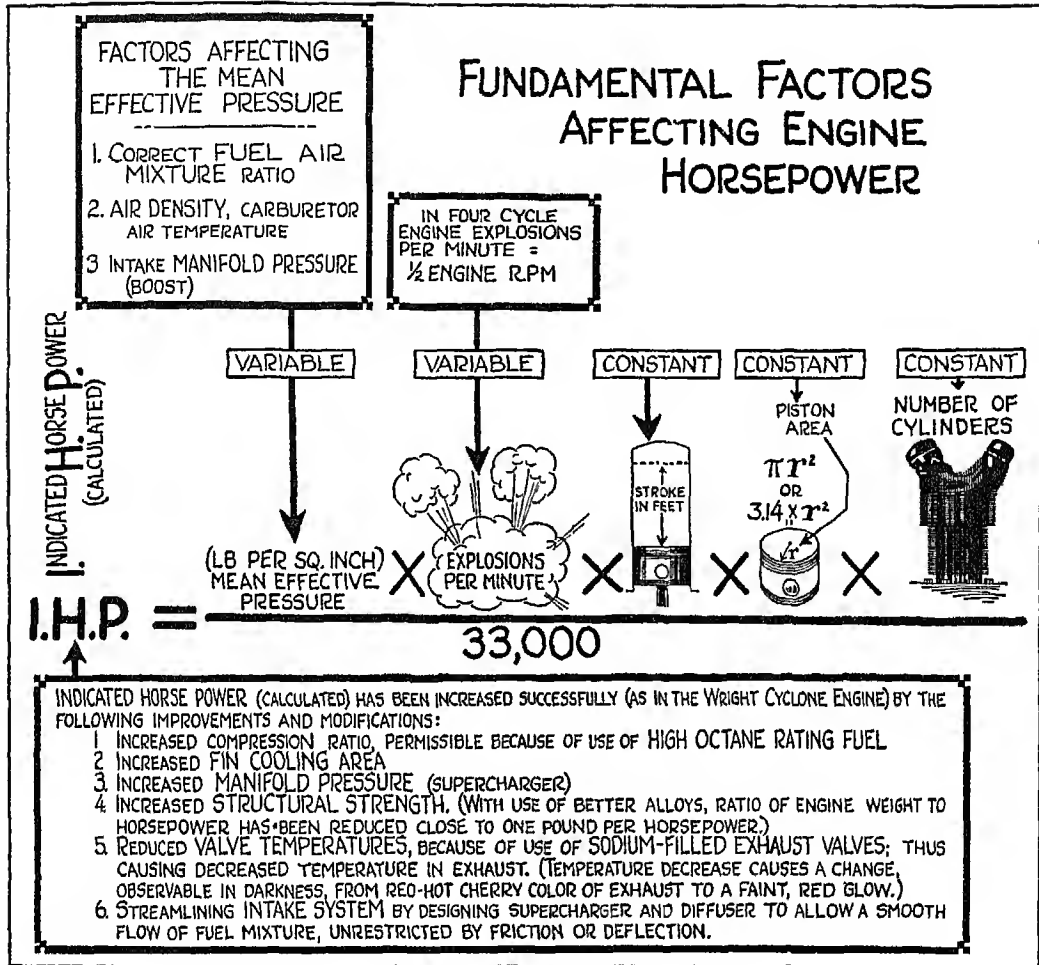 FUNDAMENTAL FACTORS
AFFECTING ENGINE
HORSEPOWER
FACTORS AFFECTING
THE MEAN
EFFECTIVE PRESSURE
1. CORRECT FUEL AIR
MIXTURE RATIO
2. AIR DENSITY, CARBURETOR
AIR TEMPERATURE
3 INTAKE MANIFOLD PRESSURE
(BOOST)
IN FOUR CYCLE
ENGINE EXPLOSIONS
PER MINUTE =
1/2 ENGINE R.P.M
VARIABLE
VARIABLE
CONSTANT
CONSTANT
CONSTANT
INDICATED HORSE POWER.
(CALCULATED)
I.H.P. =
(LB PER SQ. INCH)
MEAN EFFECTIVE
PRESSURE
X
EXPLOSIONS
PER MINUTE
X
STROKE
IN FEET
X
PISTON
AREA
πr²
OR
3.14 x r²
r
X
NUMBER OF
CYLINDERS
33,000
INDICATED HORSE POWER (CALCULATED) HAS BEEN INCREASED SUCCESSFULLY (AS IN THE WRIGHT CYCLONE ENGINE) BY THE
FOLLOWING IMPROVEMENTS AND MODIFICATIONS:
1 INCREASED COMPRESSION RATIO, PERMISSIBLE BECAUSE OF USE OF HIGH OCTANE RATING FUEL
2 INCREASED FIN COOLING AREA
3. INCREASED MANIFOLD PRESSURE (SUPERCHARGER)
4. INCREASED STRUCTURAL STRENGTH. (WITH USE OF BETTER ALLOYS, RATIO OF ENGINE WEIGHT TO
HORSEPOWER HAS BEEN REDUCED CLOSE TO ONE POUND PER HORSEPOWER.)
5. REDUCED VALVE TEMPERATURES, BECAUSE OF USE OF SODIUM-FILLED EXHAUST VALVES; THUS
CAUSING DECREASED TEMPERATURE IN EXHAUST. (TEMPERATURE DECREASE CAUSES A CHANGE,
OBSERVABLE IN DARKNESS, FROM RED-HOT CHERRY COLOR OF EXHAUST TO A FAINT, RED GLOW.)
6. STREAMLINING INTAKE SYSTEM BY DESIGNING SUPERCHARGER AND DIFFUSER TO ALLOW A SMOOTH
FLOW OF FUEL MIXTURE, UNRESTRICTED BY FRICTION OR DEFLECTION.